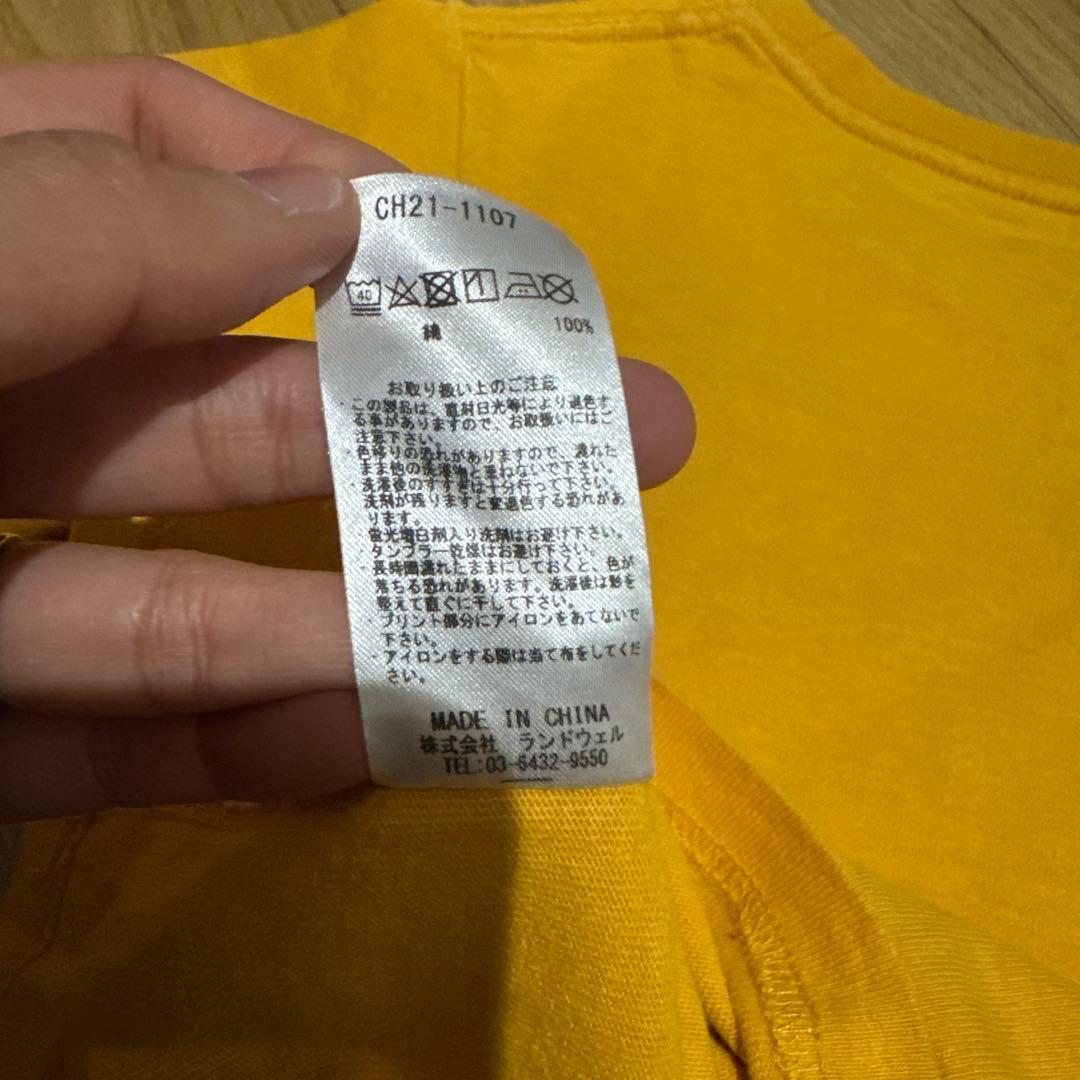 CH21-1107
40
綿 100%
お取り扱い上のご注意
・この製品は、直射日光等により退色す
る事がありますので、お取扱いにはご
注意下さい。
・色移りの恐れがありますので、濡れた
まま他の洗濯物と重ねないで下さい。
・洗濯後のすすぎは十分行って下さい。
洗剤が残りますと変退色する恐れがあ
ります。
蛍光増白剤入り洗剤はお避け下さい。
・タンブラー乾燥はお避け下さい。
長時間濡れたままにしておくと、色が
落ちる恐れがあります。洗濯後は形を
整えて直ぐに干して下さい。
・プリント部分にアイロンをあてないで
下さい。
・アイロンをする際は当て布をしてくだ
さい。
MADE IN CHINA
株式会社 ランドウェル
TEL:03-6432-9550